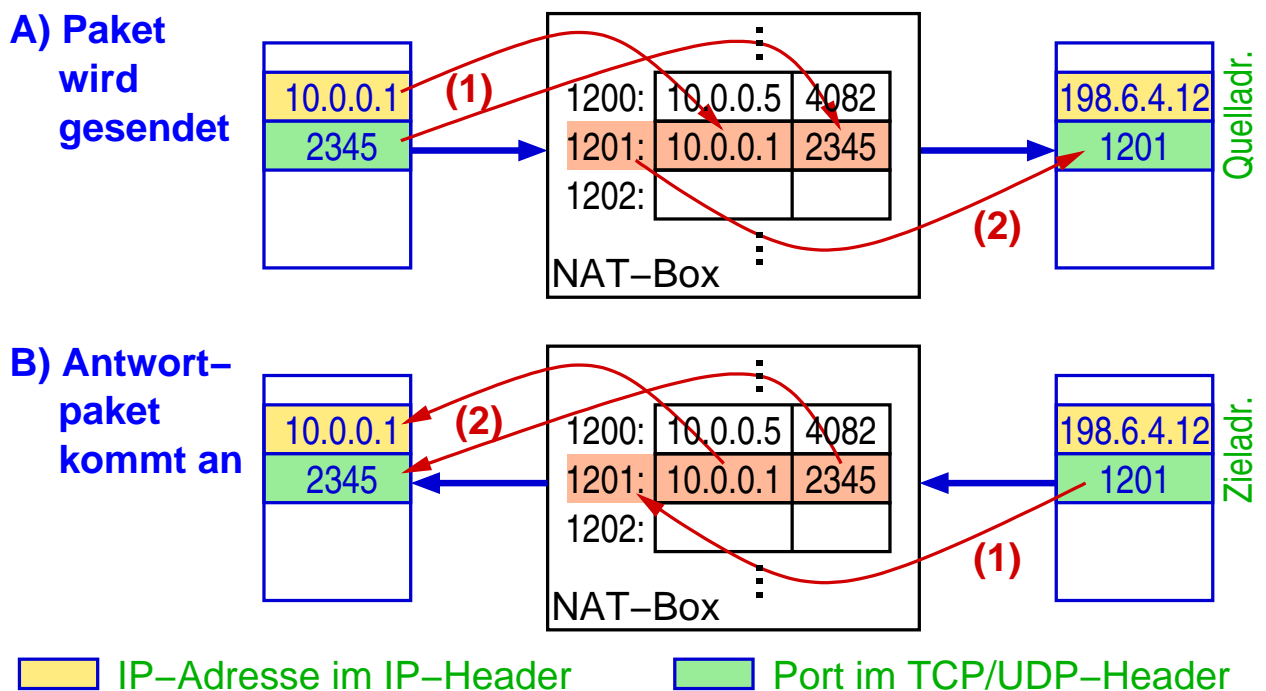 A) Paket
wird
gesendet
10.0.0.1
2345
(1)
1200: 10.0.0.5 4082
1201: 10.0.0.1 2345
1202:
NAT–Box
(2)
198.6.4.12
1201
Quelladr.
B) Antwort–
paket
kommt an
10.0.0.1
2345
(2)
1200: 10.0.0.5 4082
1201: 10.0.0.1 2345
1202:
NAT–Box
(1)
198.6.4.12
1201
Zieladr.
IP–Adresse im IP–Header
Port im TCP/UDP–Header